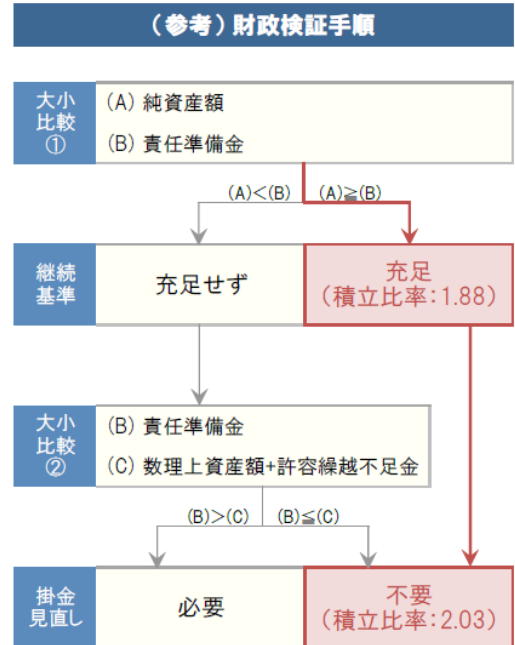 （参考）財政検証手順
大小
比較
①
(A) 純資産額
(B) 責任準備金
(A)<(B)
(A)≧(B)
継続
基準
充足せず
充足
（積立比率：1.88）
大小
比較
②
(B) 責任準備金
(C) 数理上資産額+許容繰越不足金
(B)>(C)
(B)≦(C)
掛金
見直し
必要
不要
（積立比率：2.03）